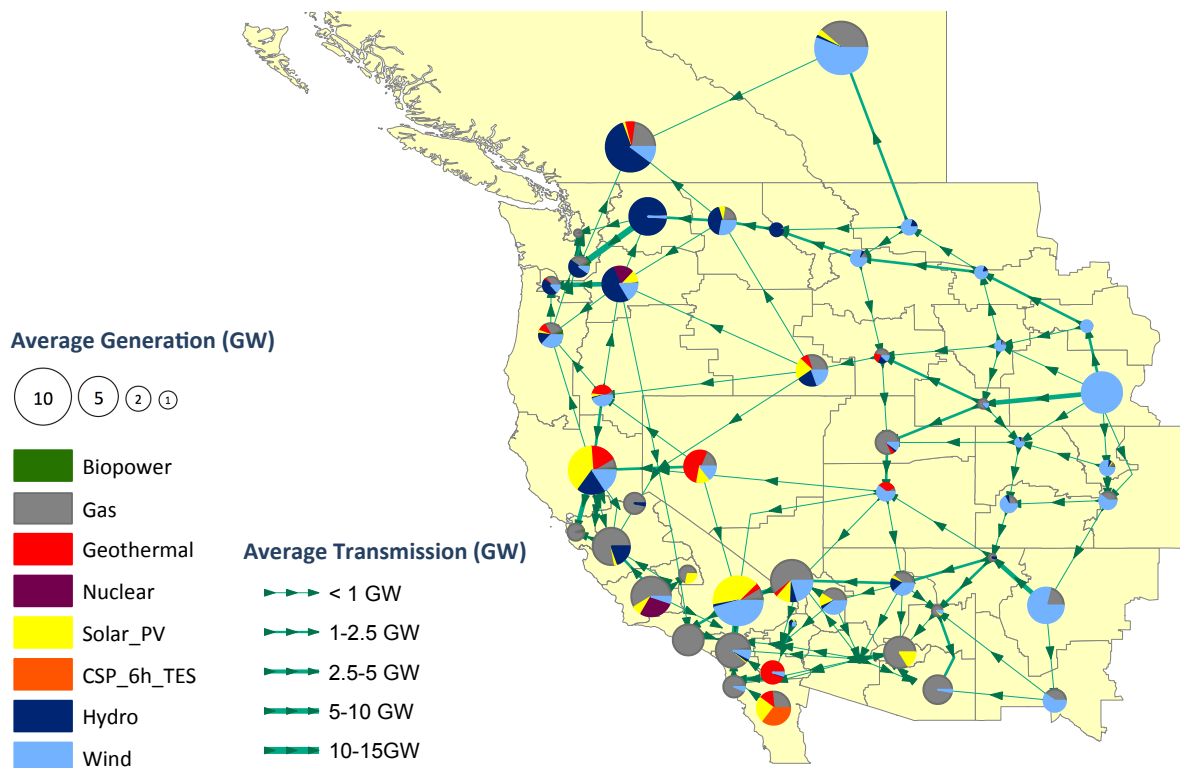 Average Generation (GW)
10
5
2
1
Biopower
Gas
Geothermal
Nuclear
Solar_PV
CSP_6h_TES
Hydro
Wind
Average Transmission (GW)
< 1 GW
1-2.5 GW
2.5-5 GW
5-10 GW
10-15GW